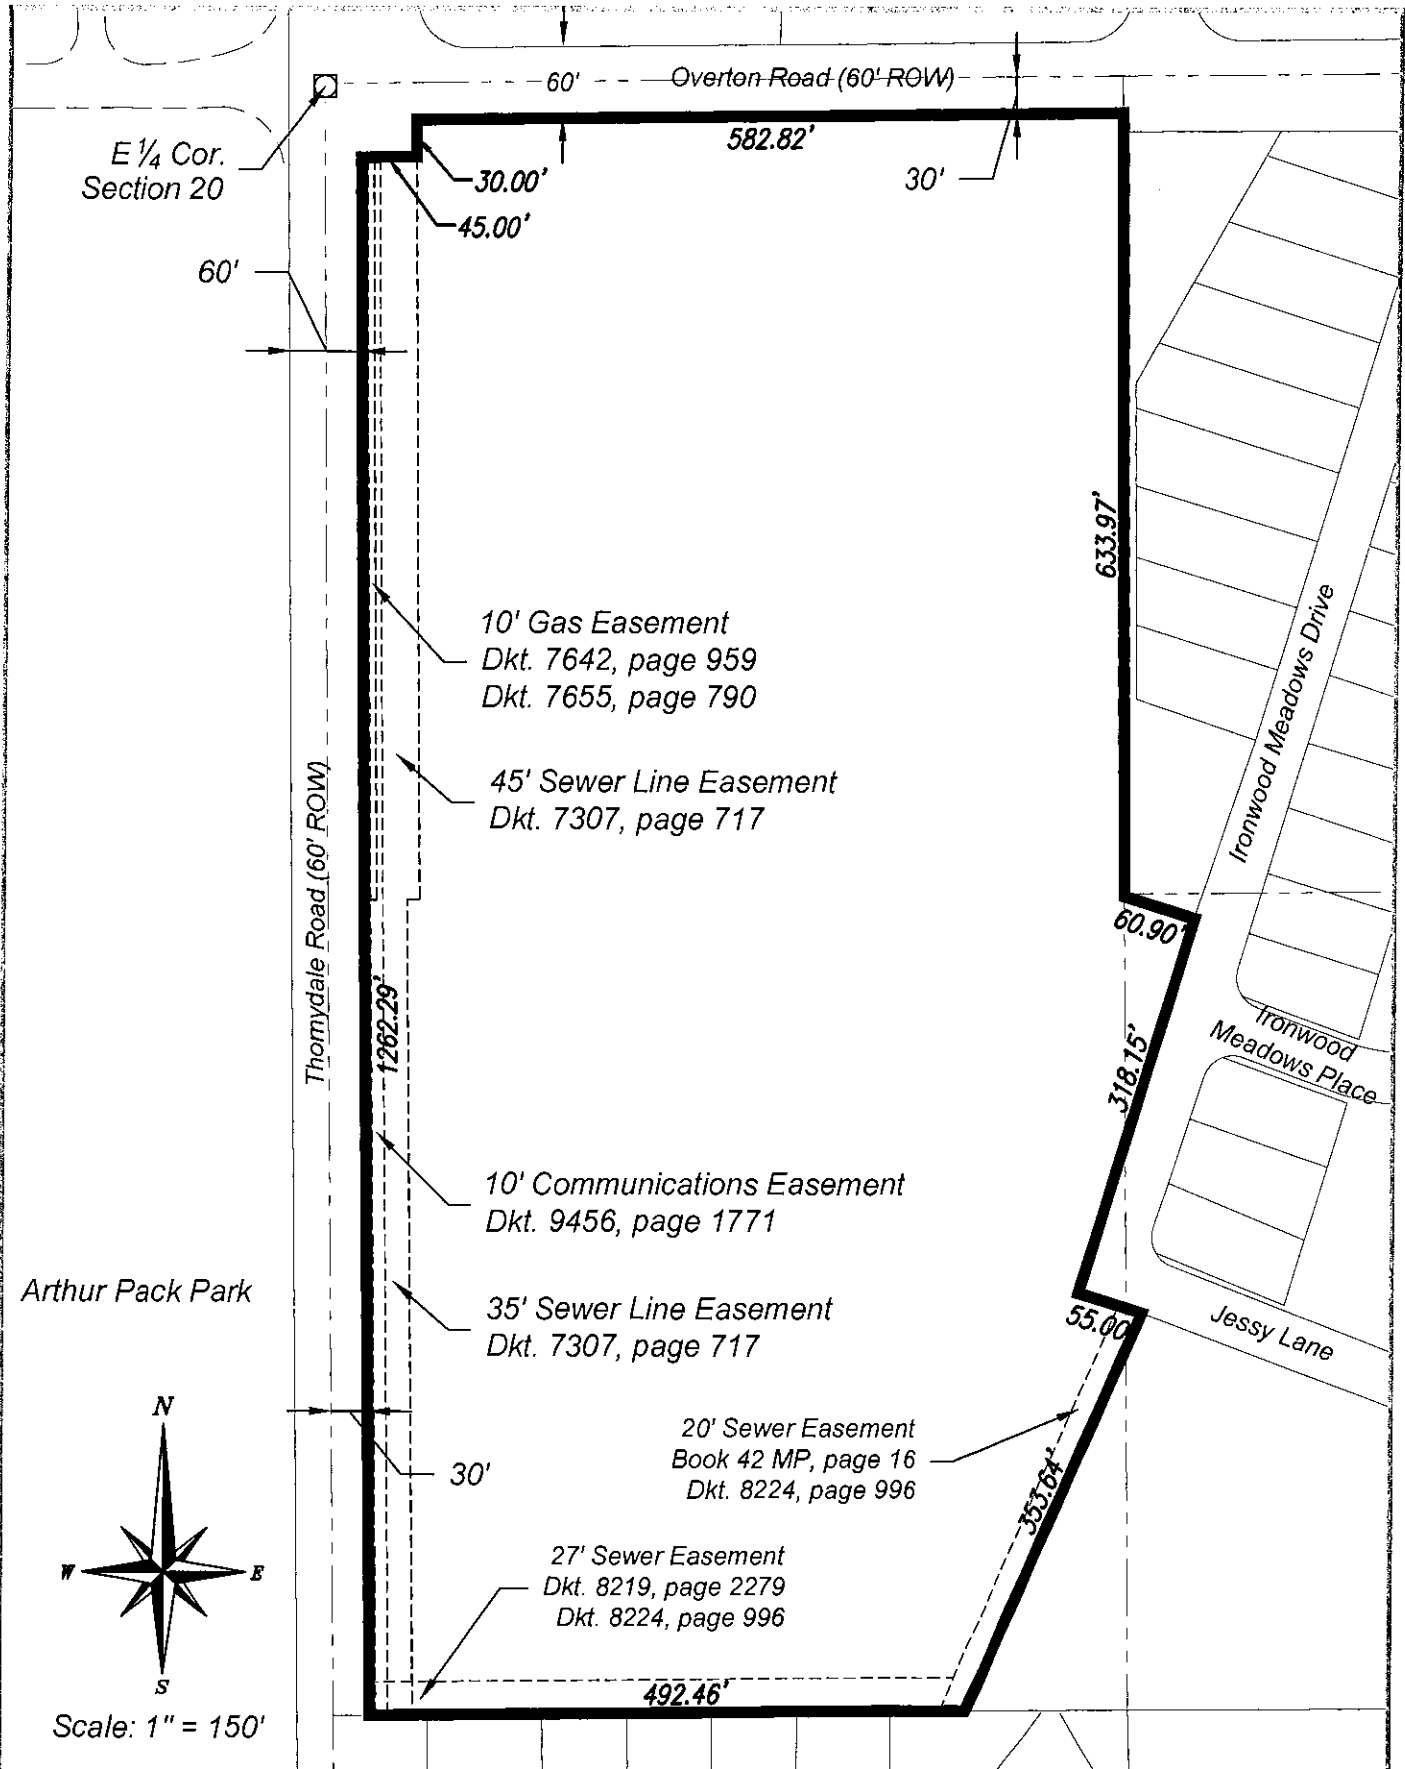 60'
Overton Road (60' ROW)
E 1/4 Cor.
Section 20
582.82'
30'
30.00'
45.00'
60'
633.97'
10' Gas Easement
Dkt. 7642, page 959
Dkt. 7655, page 790
Ironwood Meadows Drive
45' Sewer Line Easement
Dkt. 7307, page 717
Thornydale Road (60' ROW)
60.90'
1262.29'
Ironwood
Meadows Place
318.15'
10' Communications Easement
Dkt. 9456, page 1771
Arthur Pack Park
35' Sewer Line Easement
Dkt. 7307, page 717
55.00'
Jessy Lane
N
W
E
S
30'
20' Sewer Easement
Book 42 MP, page 16
Dkt. 8224, page 996
353.64'
27' Sewer Easement
Dkt. 8219, page 2279
Dkt. 8224, page 996
492.46'
Scale: 1" = 150'